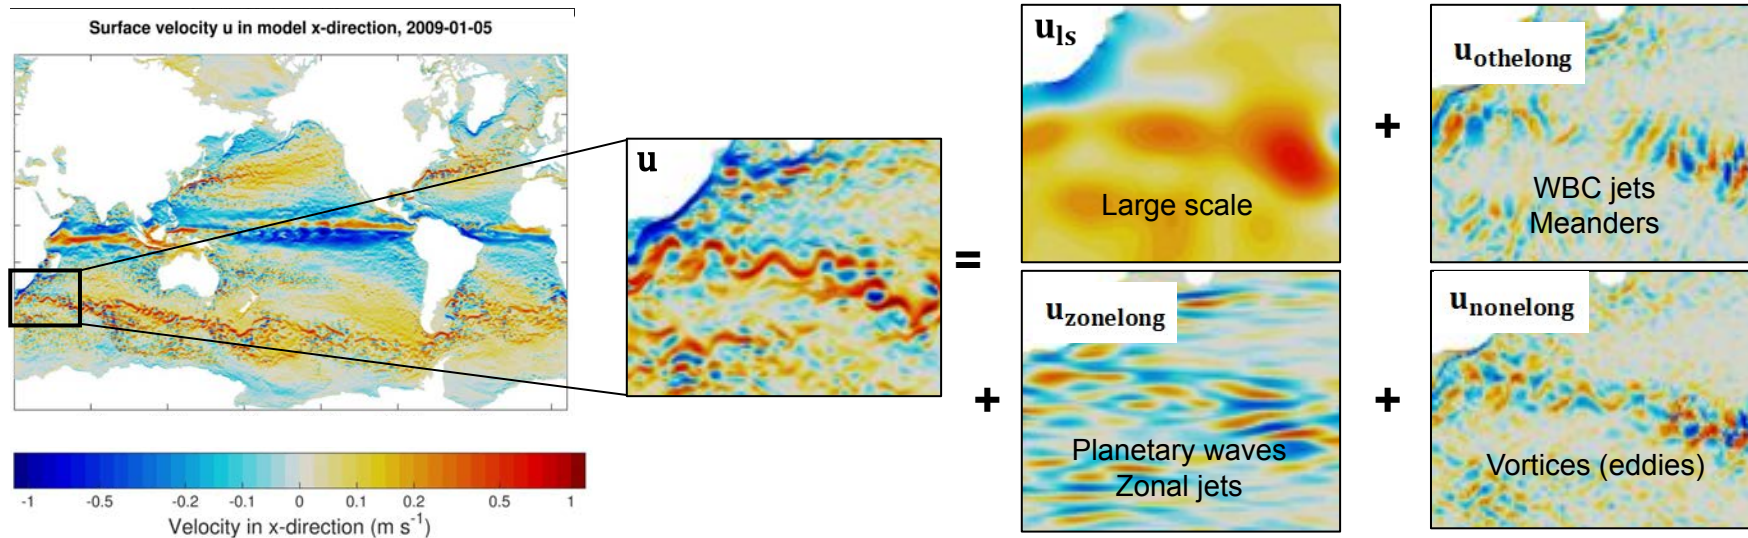 Surface velocity u in model x-direction, 2009-01-05
-1 -0.5 -0.2 -0.1 0 0.1 0.2 0.5 1
Velocity in x-direction (m s⁻¹)
u
=
u_ls
Large scale
+
u_othelong
WBC jets
Meanders
+
u_zonelong
Planetary waves
Zonal jets
+
u_nonelong
Vortices (eddies)